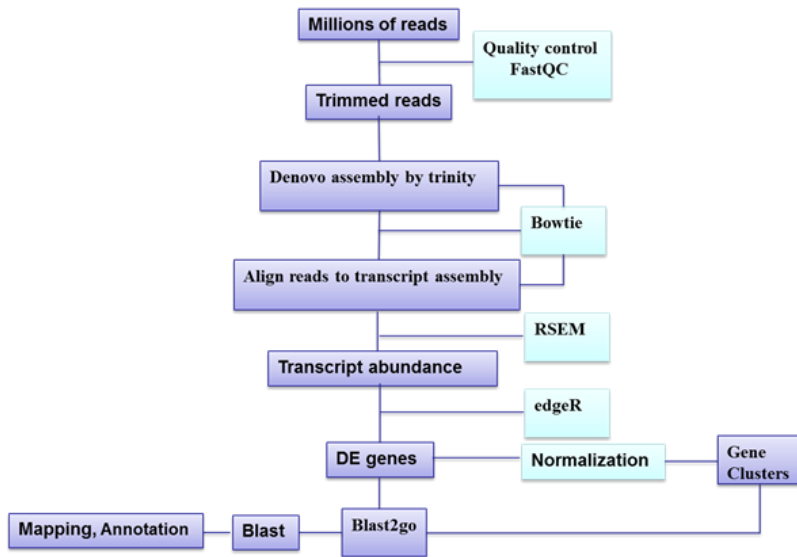 Millions of reads
Quality control
FastQC
Trimmed reads
Denovo assembly by trinity
Bowtie
Align reads to transcript assembly
RSEM
Transcript abundance
edgeR
DE genes
Normalization
Gene
Clusters
Mapping, Annotation
Blast
Blast2go